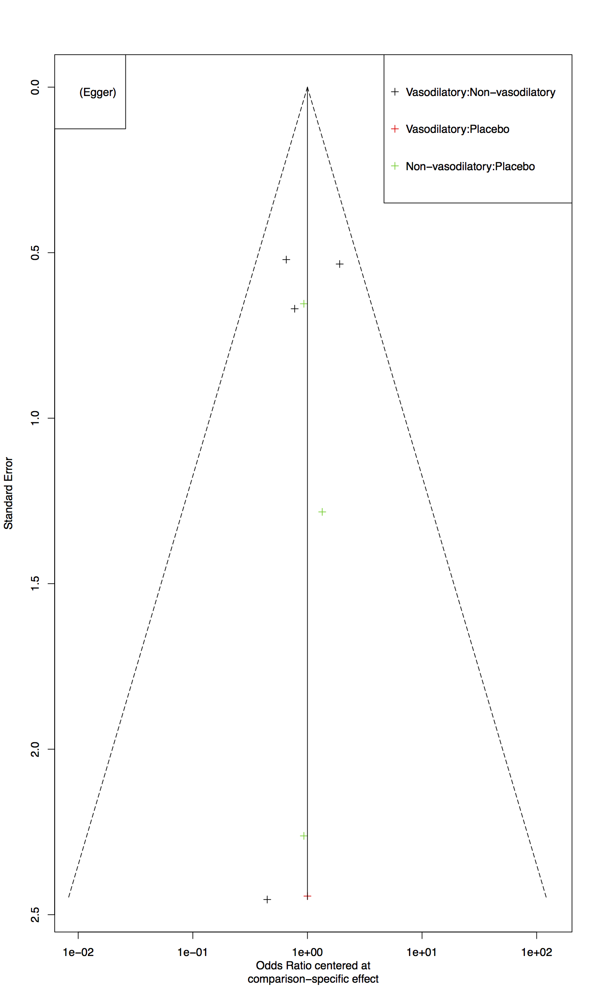 (Egger)
Vasodilatory:Non−vasodilatory
Vasodilatory:Placebo
Non−vasodilatory:Placebo
0.0
0.5
1.0
1.5
2.0
2.5
Standard Error
1e−02
1e−01
1e+00
1e+01
1e+02
Odds Ratio centered at
comparison−specific effect